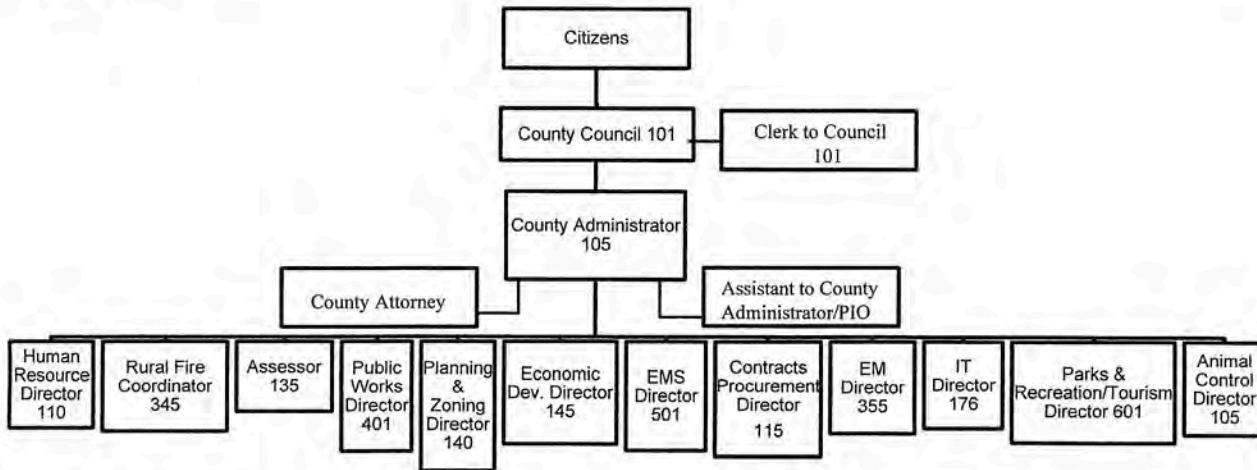 Citizens
County Council 101
Clerk to Council
101
County Administrator
105
County Attorney
Assistant to County
Administrator/PIO
Human
Resource
Director
110
Rural Fire
Coordinator
345
Assessor
135
Public
Works
Director
401
Planning
&
Zoning
Director
140
Economic
Dev. Director
145
EMS
Director
501
Contracts
Procurement
Director
115
EM
Director
355
IT
Director
176
Parks &
Recreation/Tourism
Director 601
Animal
Control
Director
105